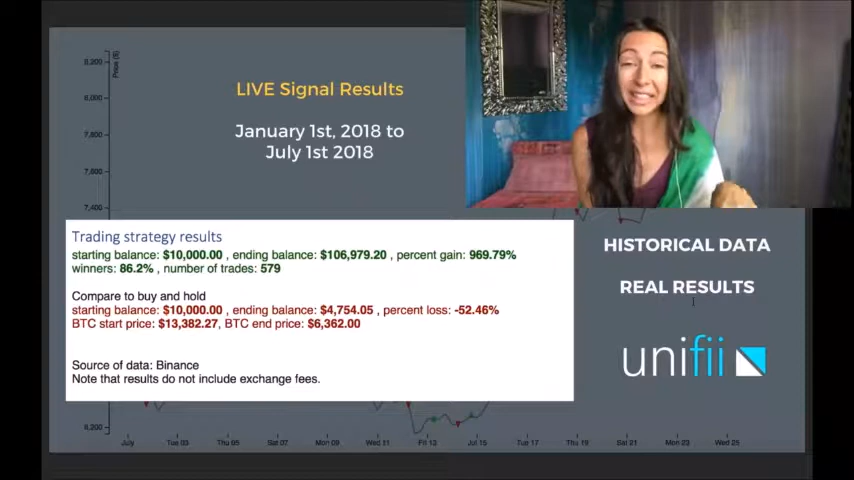 8,200
Price ($)
8,000
7,800
7,600
7,400
LIVE Signal Results
January 1st, 2018 to
July 1st 2018
Trading strategy results
starting balance: $10,000.00 , ending balance: $106,979.20 , percent gain: 969.79%
winners: 86.2% , number of trades: 579
Compare to buy and hold
starting balance: $10,000.00 , ending balance: $4,754.05 , percent loss: -52.46%
BTC start price: $13,382.27, BTC end price: $6,362.00
Source of data: Binance
Note that results do not include exchange fees.
HISTORICAL DATA
REAL RESULTS
unifii
6,200
July Tue 03 Thu 05 Sat 07 Mon 09 Wed 11 Fri 13 Jul 15 Tue 17 Thu 19 Sat 21 Mon 23 Wed 25